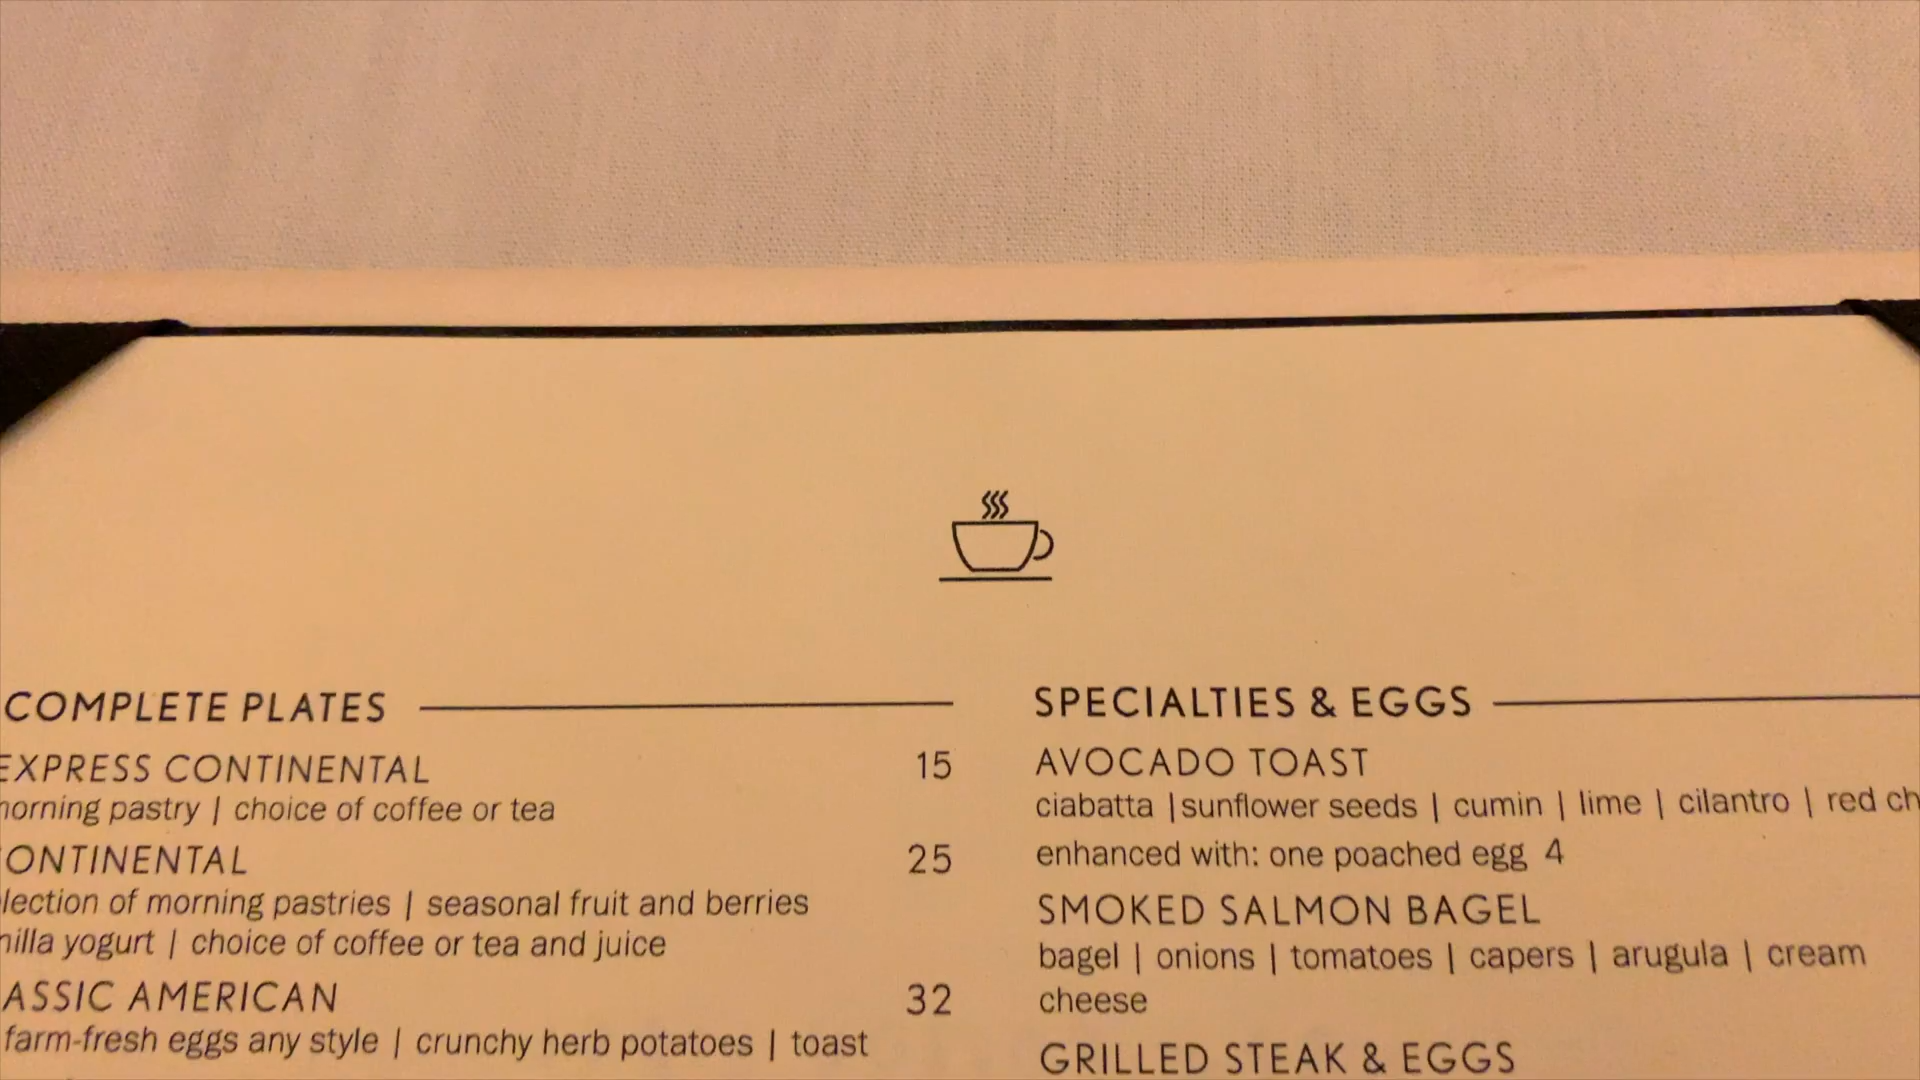 COMPLETE PLATES
EXPRESS CONTINENTAL 15
morning pastry | choice of coffee or tea
CONTINENTAL 25
lection of morning pastries | seasonal fruit and berries
nilla yogurt | choice of coffee or tea and juice
ASSIC AMERICAN 32
farm-fresh eggs any style | crunchy herb potatoes | toast
SPECIALTIES & EGGS
AVOCADO TOAST
ciabatta |sunflower seeds | cumin | lime | cilantro | red ch
enhanced with: one poached egg 4
SMOKED SALMON BAGEL
bagel | onions | tomatoes | capers | arugula | cream
cheese
GRILLED STEAK & EGGS